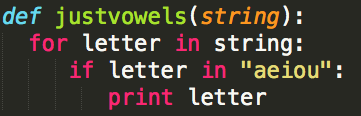 def justvowels(string):
for letter in string:
if letter in "aeiou":
print letter